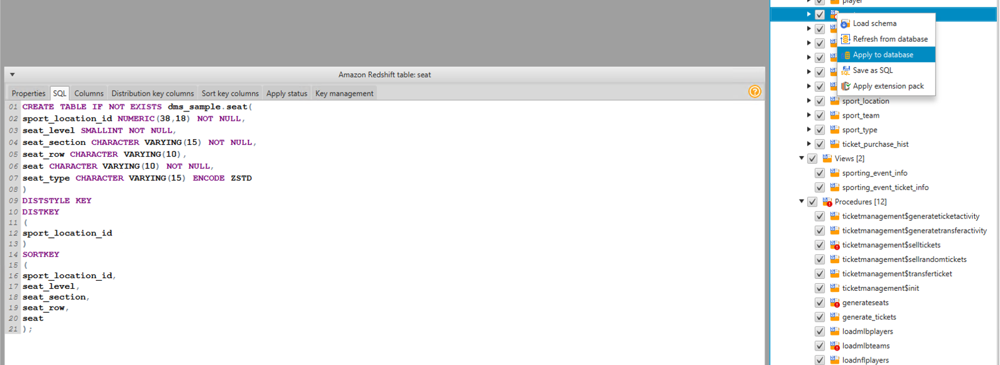 Amazon Redshift table: seat
Properties SQL Columns Distribution key columns Sort key columns Apply status Key management
01 CREATE TABLE IF NOT EXISTS dms_sample.seat(
02 sport_location_id NUMERIC(38,18) NOT NULL,
03 seat_level SMALLINT NOT NULL,
04 seat_section CHARACTER VARYING(15) NOT NULL,
05 seat_row CHARACTER VARYING(10),
06 seat CHARACTER VARYING(10) NOT NULL,
07 seat_type CHARACTER VARYING(15) ENCODE ZSTD
08 )
09 DISTSTYLE KEY
10 DISTKEY
11 (
12 sport_location_id
13 )
14 SORTKEY
15 (
16 sport_location_id,
17 seat_level,
18 seat_section,
19 seat_row,
20 seat
21 );
player
Load schema
Refresh from database
Apply to database
Save as SQL
Apply extension pack
sport_location
sport_team
sport_type
ticket_purchase_hist
Views [2]
sporting_event_info
sporting_event_ticket_info
Procedures [12]
ticketmanagement$generateticketactivity
ticketmanagement$generatetransferactivity
ticketmanagement$selltickets
ticketmanagement$sellrandomtickets
ticketmanagement$transferticket
ticketmanagement$init
generateseats
generate_tickets
loadmlbplayers
loadmlbteams
loadnflplayers